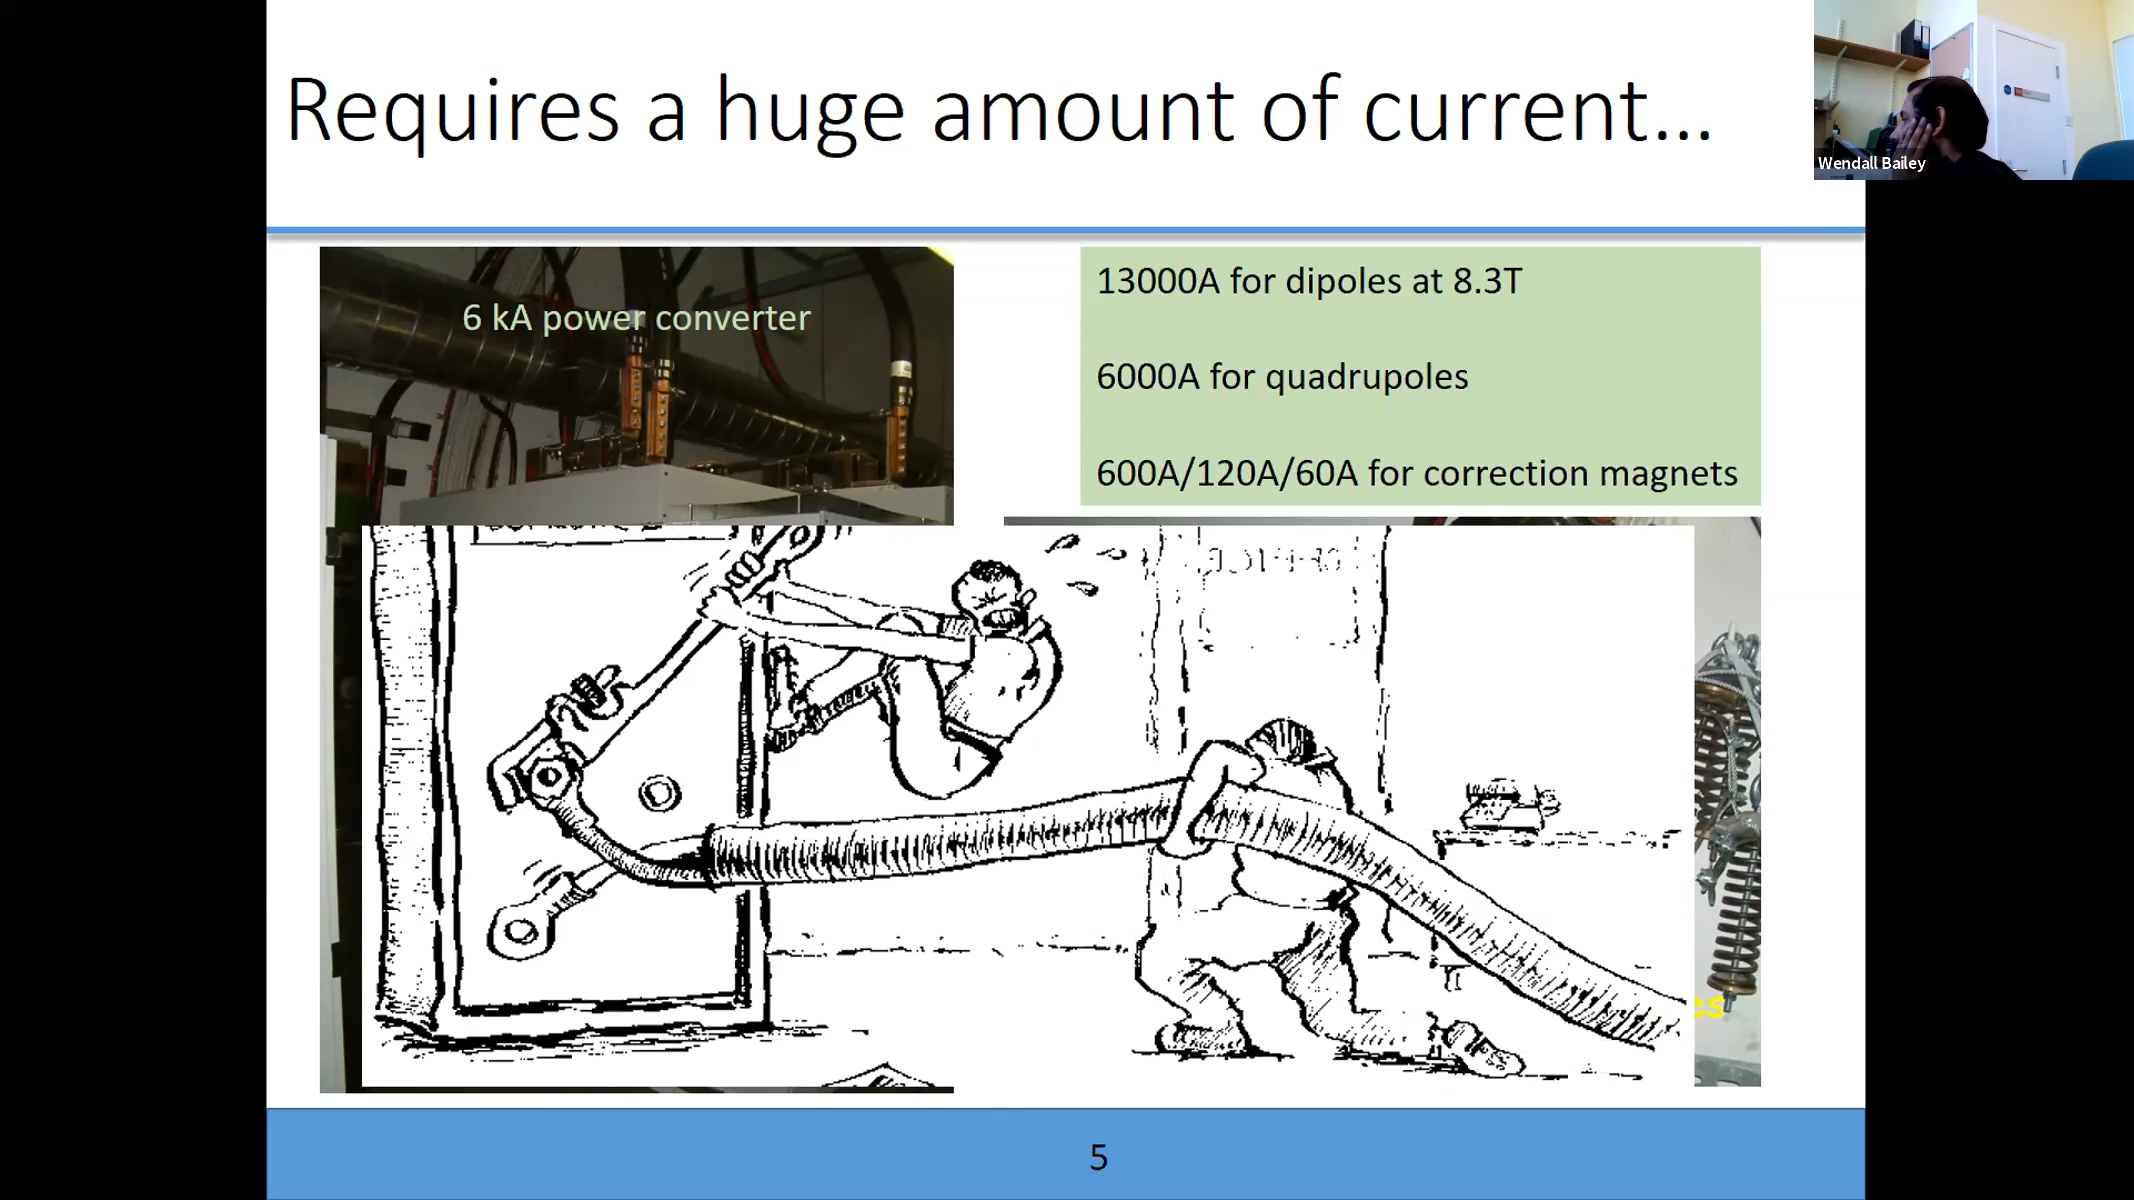 Requires a huge amount of current...
Wendall Bailey
6 kA power converter
13000A for dipoles at 8.3T
6000A for quadrupoles
600A/120A/60A for correction magnets
es
5